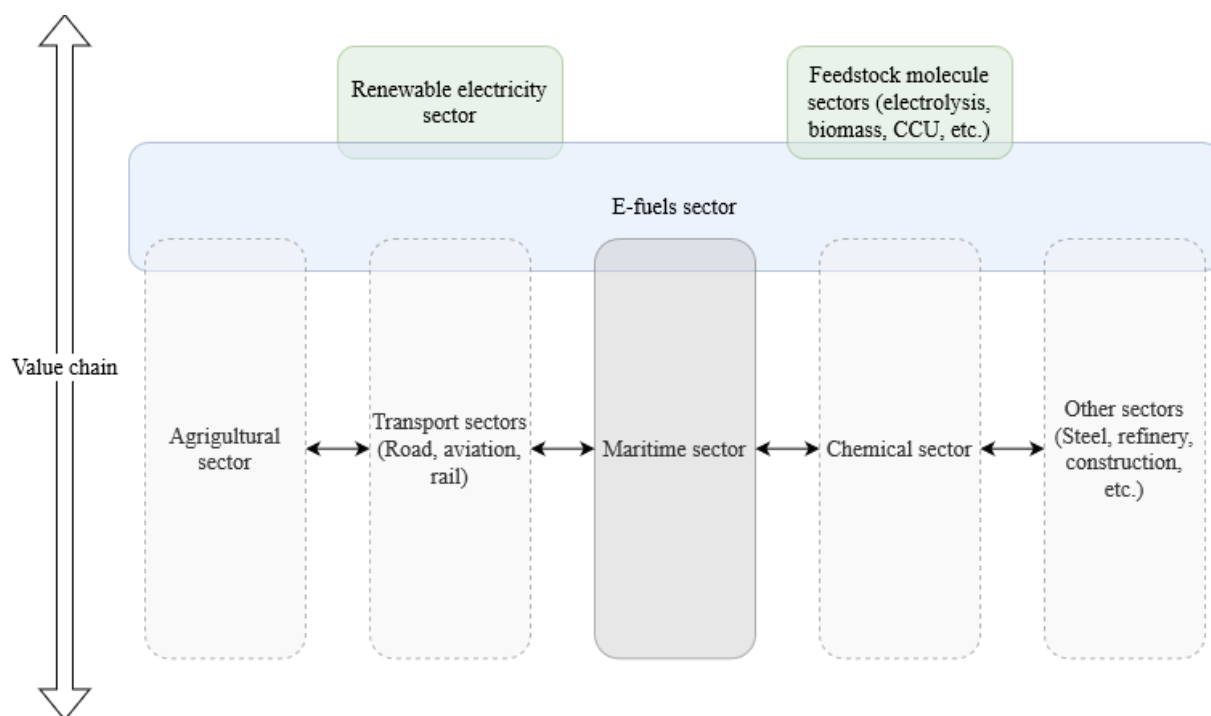 Renewable electricity
sector
Feedstock molecule
sectors (electrolysis,
biomass, CCU, etc.)
E-fuels sector
Value chain
Agrigultural
sector
Transport sectors
(Road, aviation,
rail)
Maritime sector
Chemical sector
Other sectors
(Steel, refinery,
construction,
etc.)